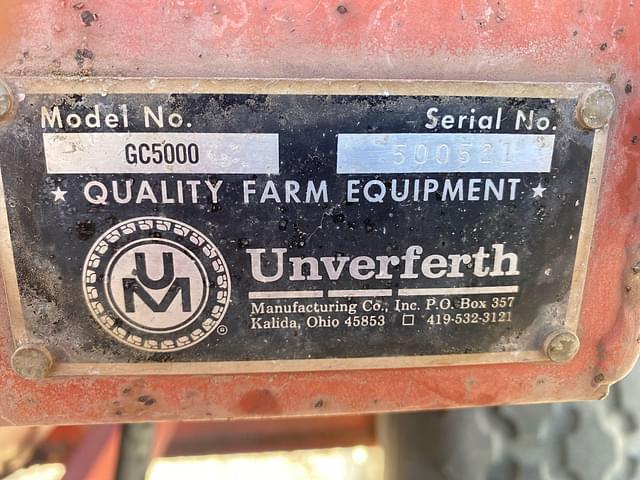 Model No. Serial No.
GC5000 500521
★ QUALITY FARM EQUIPMENT ★
UM ®
Unverferth
Manufacturing Co., Inc. P.O. Box 357
Kalida, Ohio 45853 □ 419-532-3121